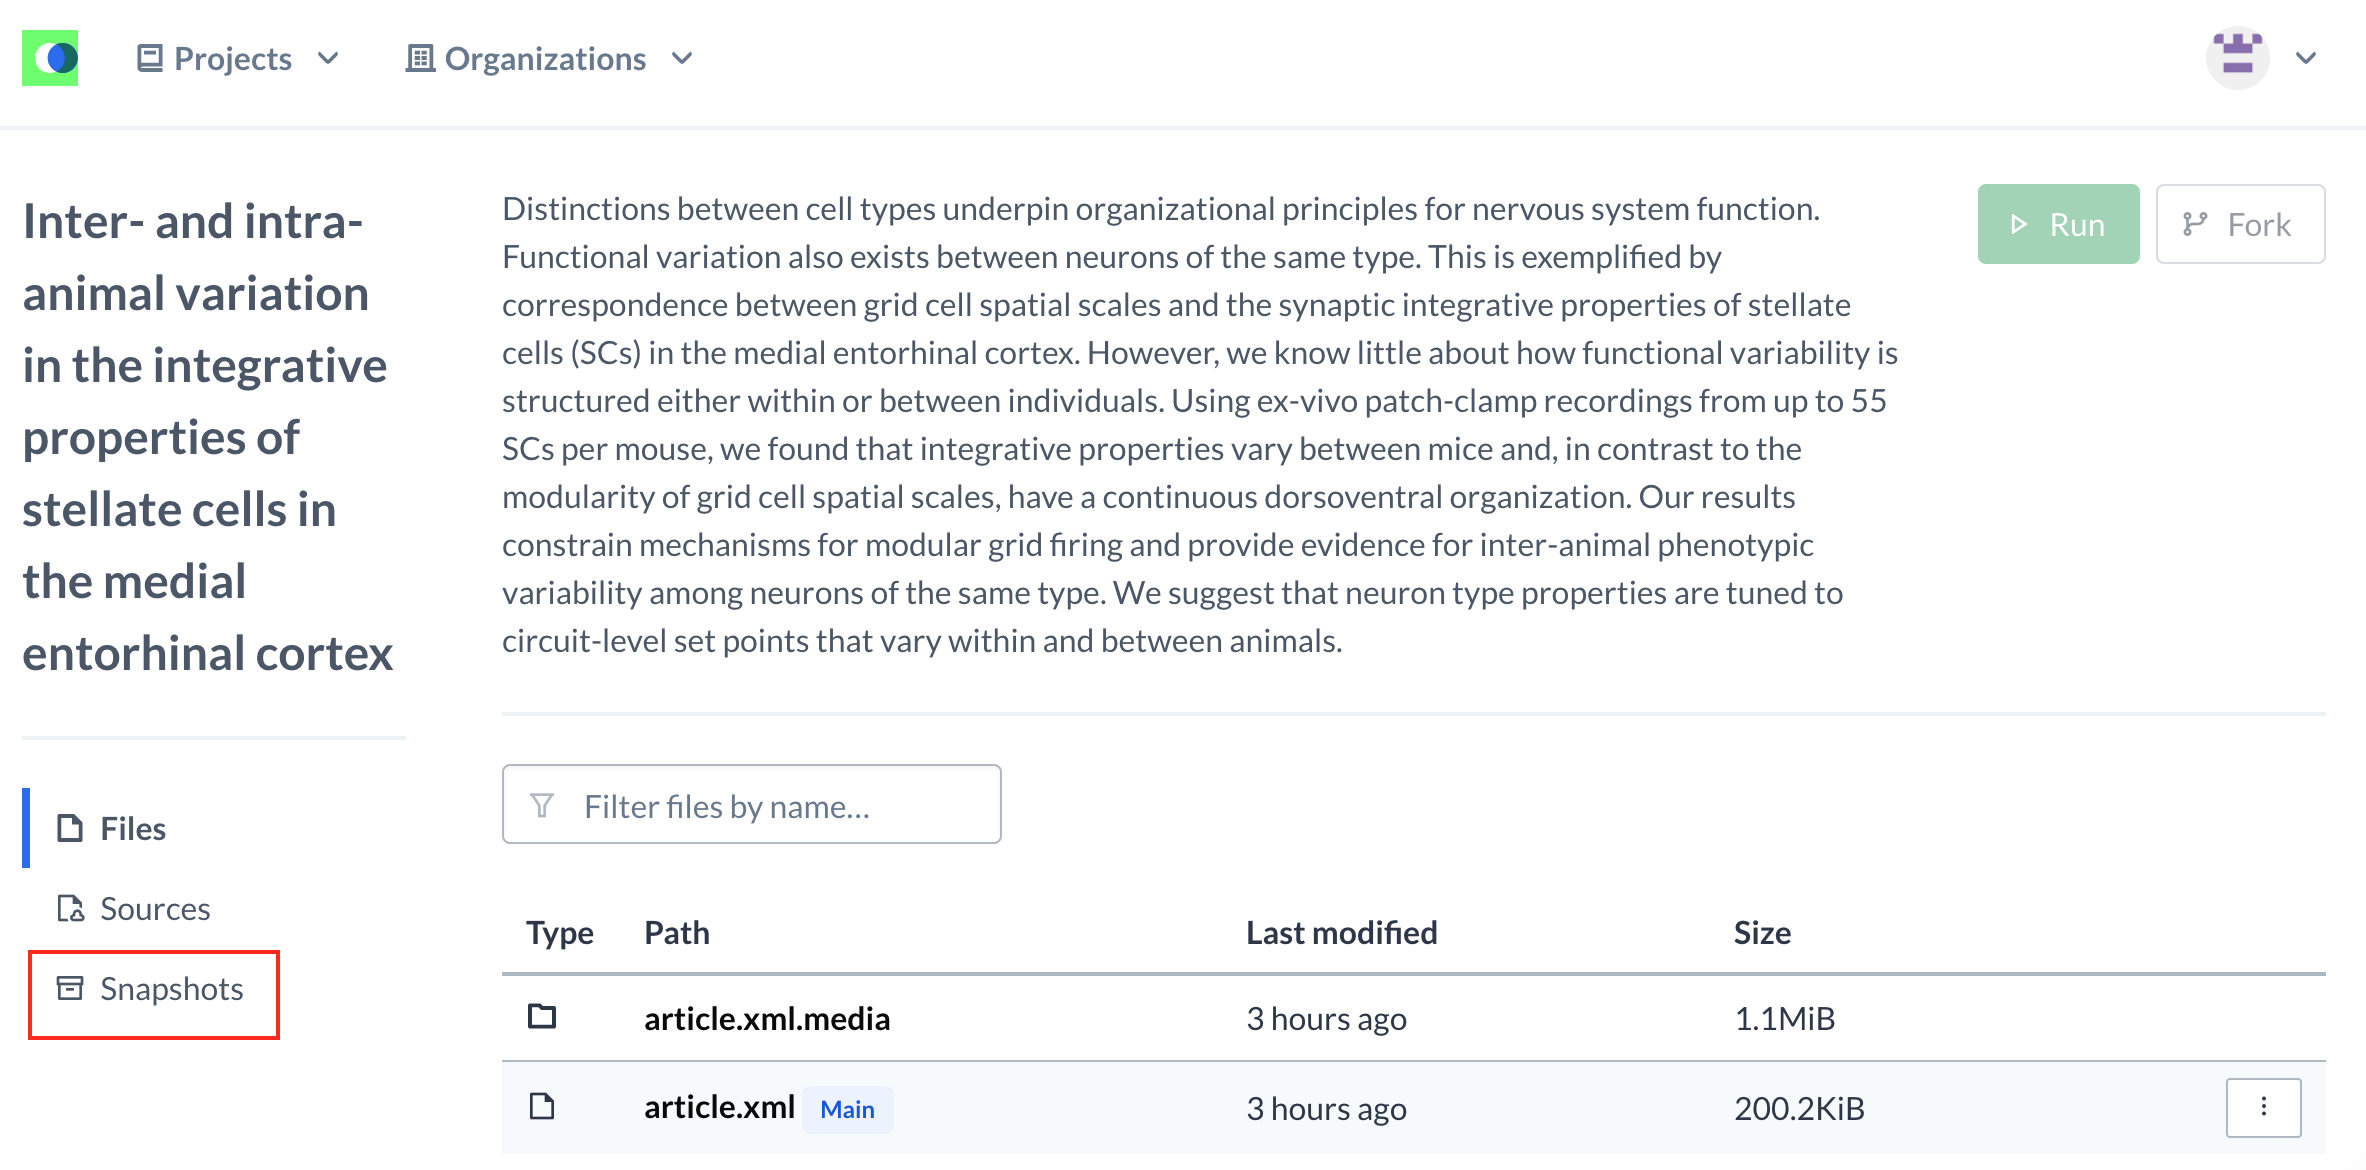 Projects
Organizations
Inter- and intra-
animal variation
in the integrative
properties of
stellate cells in
the medial
entorhinal cortex
Distinctions between cell types underpin organizational principles for nervous system function.
Functional variation also exists between neurons of the same type. This is exemplified by
correspondence between grid cell spatial scales and the synaptic integrative properties of stellate
cells (SCs) in the medial entorhinal cortex. However, we know little about how functional variability is
structured either within or between individuals. Using ex-vivo patch-clamp recordings from up to 55
SCs per mouse, we found that integrative properties vary between mice and, in contrast to the
modularity of grid cell spatial scales, have a continuous dorsoventral organization. Our results
constrain mechanisms for modular grid firing and provide evidence for inter-animal phenotypic
variability among neurons of the same type. We suggest that neuron type properties are tuned to
circuit-level set points that vary within and between animals.
Run
Fork
Files
Sources
Snapshots
Filter files by name...
Type Path Last modified Size
article.xml.media 3 hours ago 1.1MiB
article.xml Main 3 hours ago 200.2KiB